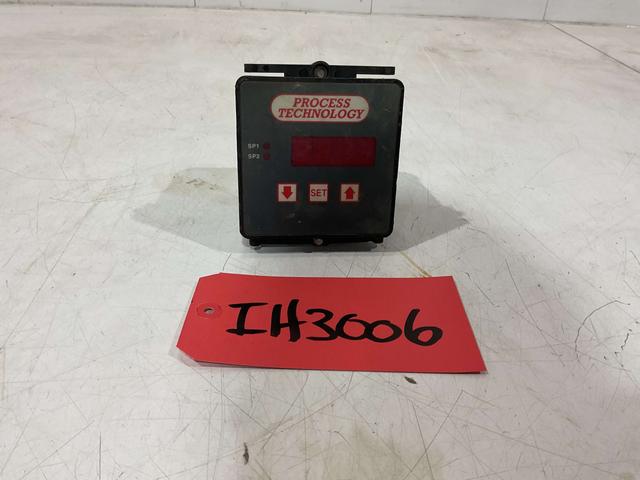 PROCESS
TECHNOLOGY
SP1
SP2
SET
IH3006